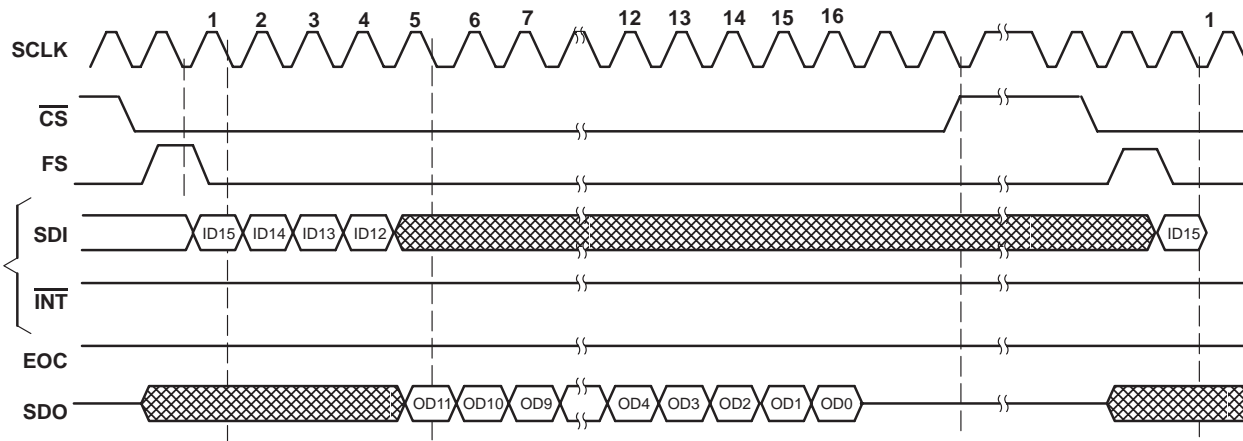 1 2 3 4 5 6 7 12 13 14 15 16 1
SCLK
CS
FS
SDI ID15 ID14 ID13 ID12 ID15
INT
EOC
SDO OD11 OD10 OD9 OD4 OD3 OD2 OD1 OD0